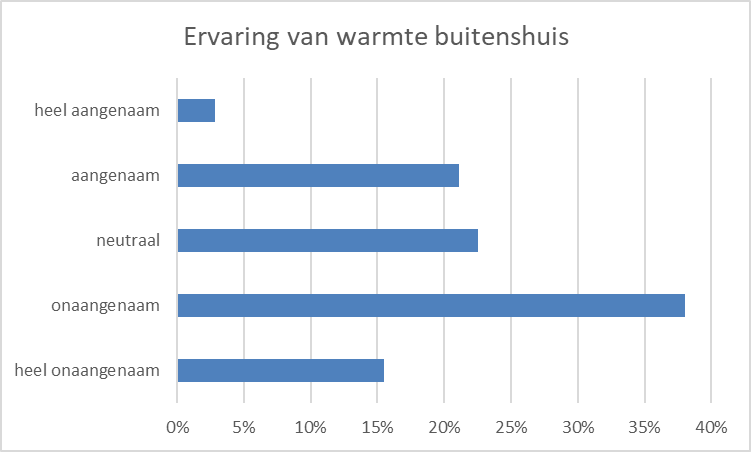 Ervaring van warmte buitenshuis
heel aangenaam
aangenaam
neutraal
onaangenaam
heel onaangenaam
0% 5% 10% 15% 20% 25% 30% 35% 40%